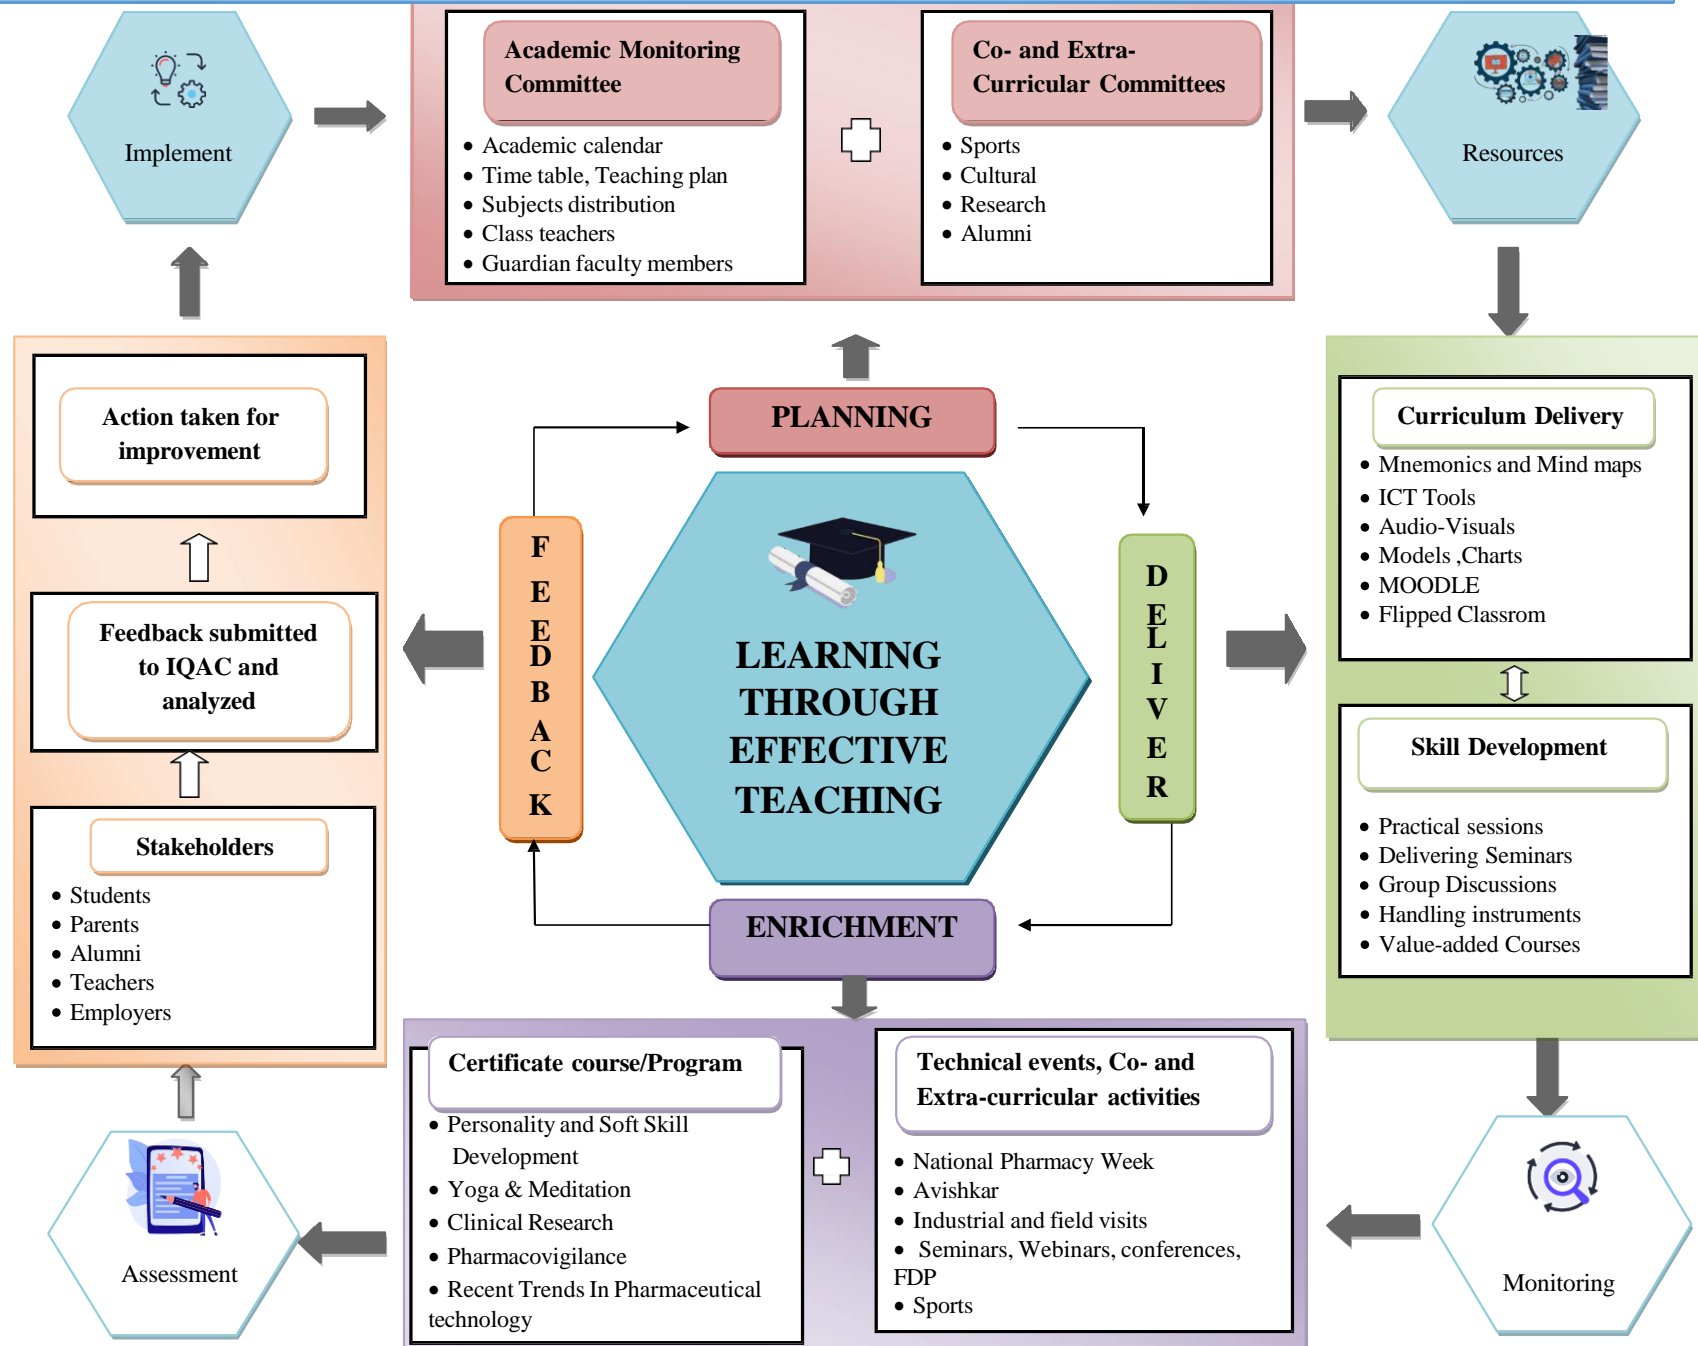 Implement
Academic Monitoring
Committee
• Academic calendar
• Time table, Teaching plan
• Subjects distribution
• Class teachers
• Guardian faculty members
Co- and Extra-
Curricular Committees
• Sports
• Cultural
• Research
• Alumni
Resources
Action taken for
improvement
Feedback submitted
to IQAC and
analyzed
Stakeholders
• Students
• Parents
• Alumni
• Teachers
• Employers
PLANNING
FEEDBACK
LEARNING
THROUGH
EFFECTIVE
TEACHING
DELIVER
ENRICHMENT
Curriculum Delivery
• Mnemonics and Mind maps
• ICT Tools
• Audio-Visuals
• Models ,Charts
• MOODLE
• Flipped Classrom
Skill Development
• Practical sessions
• Delivering Seminars
• Group Discussions
• Handling instruments
• Value-added Courses
Assessment
Certificate course/Program
• Personality and Soft Skill
Development
• Yoga & Meditation
• Clinical Research
• Pharmacovigilance
• Recent Trends In Pharmaceutical
technology
Technical events, Co- and
Extra-curricular activities
• National Pharmacy Week
• Avishkar
• Industrial and field visits
• Seminars, Webinars, conferences,
FDP
• Sports
Monitoring